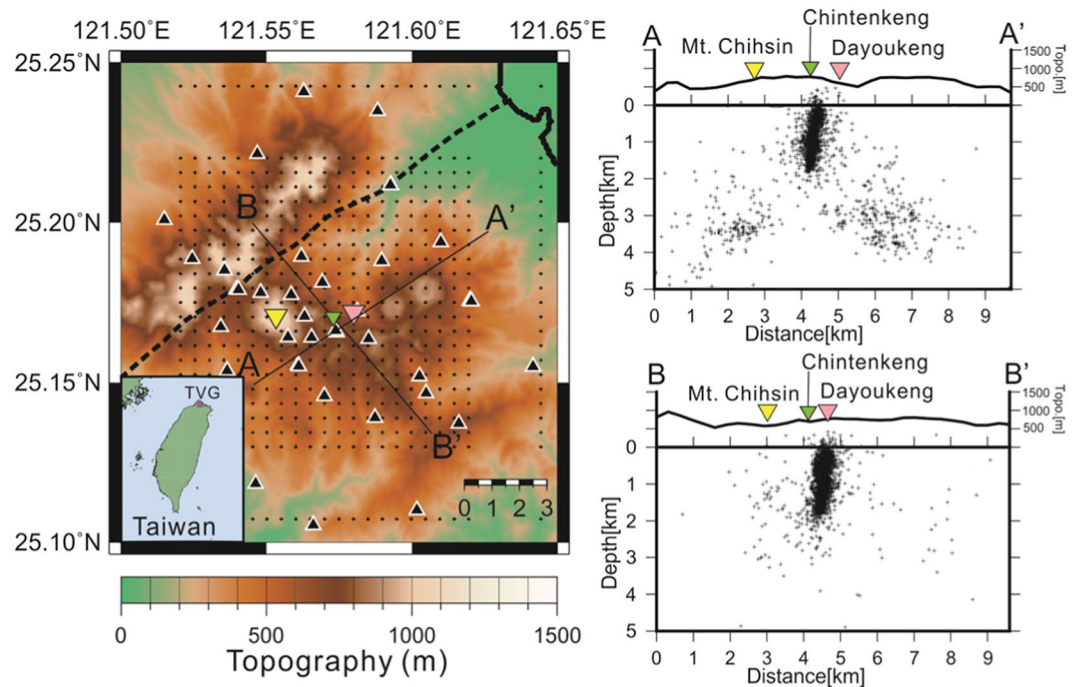 121.50° 121.55° 121.60° 121.65°
25.25°
25.20°N
25.15°N
25.10°N
B
A'
A
B'
TVG
Taiwan
0 1 2 3
0 500 1000 1500
Topography (m)
Chintenkeng
A Mt. Chihsin Dayoukeng A'
1500
1000
500
Topo.[m]
0
1
2
3
4
5
Depth[km]
0 1 2 3 4 5 6 7 8 9
Distance[km]
Chintenkeng
B Mt. Chihsin Dayoukeng B'
1500
1000
500
Topo.[m]
0
1
2
3
4
5
Depth[km]
0 1 2 3 4 5 6 7 8 9
Distance[km]